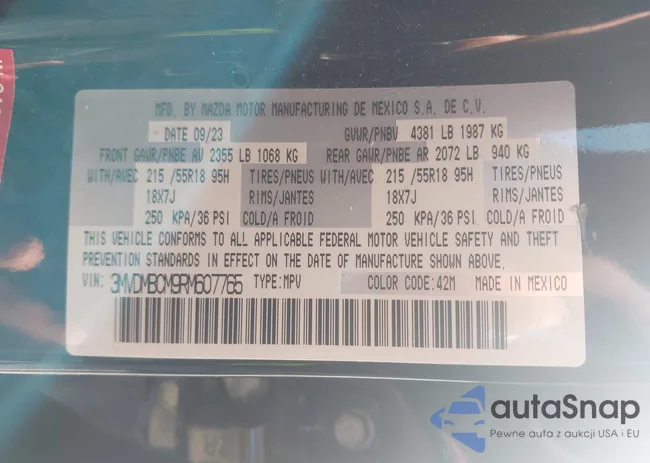 MFD. BY MAZDA MOTOR MANUFACTURING DE MEXICO S.A. DE C.V.
DATE 09/23 GVWR/PNBV 4381 LB 1987 KG
FRONT GAWR/PNBE AV 2355 LB 1068 KG REAR GAWR/PNBE AR 2072 LB 940 KG
WITH/AVEC 215 /55R18 95H TIRES/PNEUS WITH/AVEC 215 /55R18 95H TIRES/PNEUS
18X7J RIMS/JANTES 18X7J RIMS/JANTES
250 KPA/36 PSI COLD/A FROID 250 KPA/36 PSI COLD/A FROID
THIS VEHICLE CONFORMS TO ALL APPLICABLE FEDERAL MOTOR VEHICLE SAFETY AND THEFT
PREVENTION STANDARDS IN EFFECT ON THE DATE OF MANUFACTURE SHOWN ABOVE.
VIN: 3MVDMBCM9RM607765 TYPE:MPV COLOR CODE:42M MADE IN MEXICO
autaSnap
Pewne auta z aukcji USA i EU